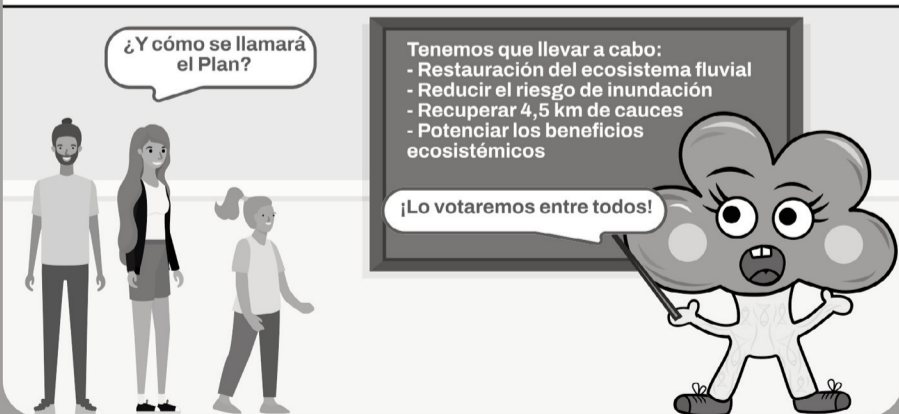 ¿Y cómo se llamará
el Plan?
Tenemos que llevar a cabo:
- Restauración del ecosistema fluvial
- Reducir el riesgo de inundación
- Recuperar 4,5 km de cauces
- Potenciar los beneficios
ecosistémicos
¡Lo votaremos entre todos!